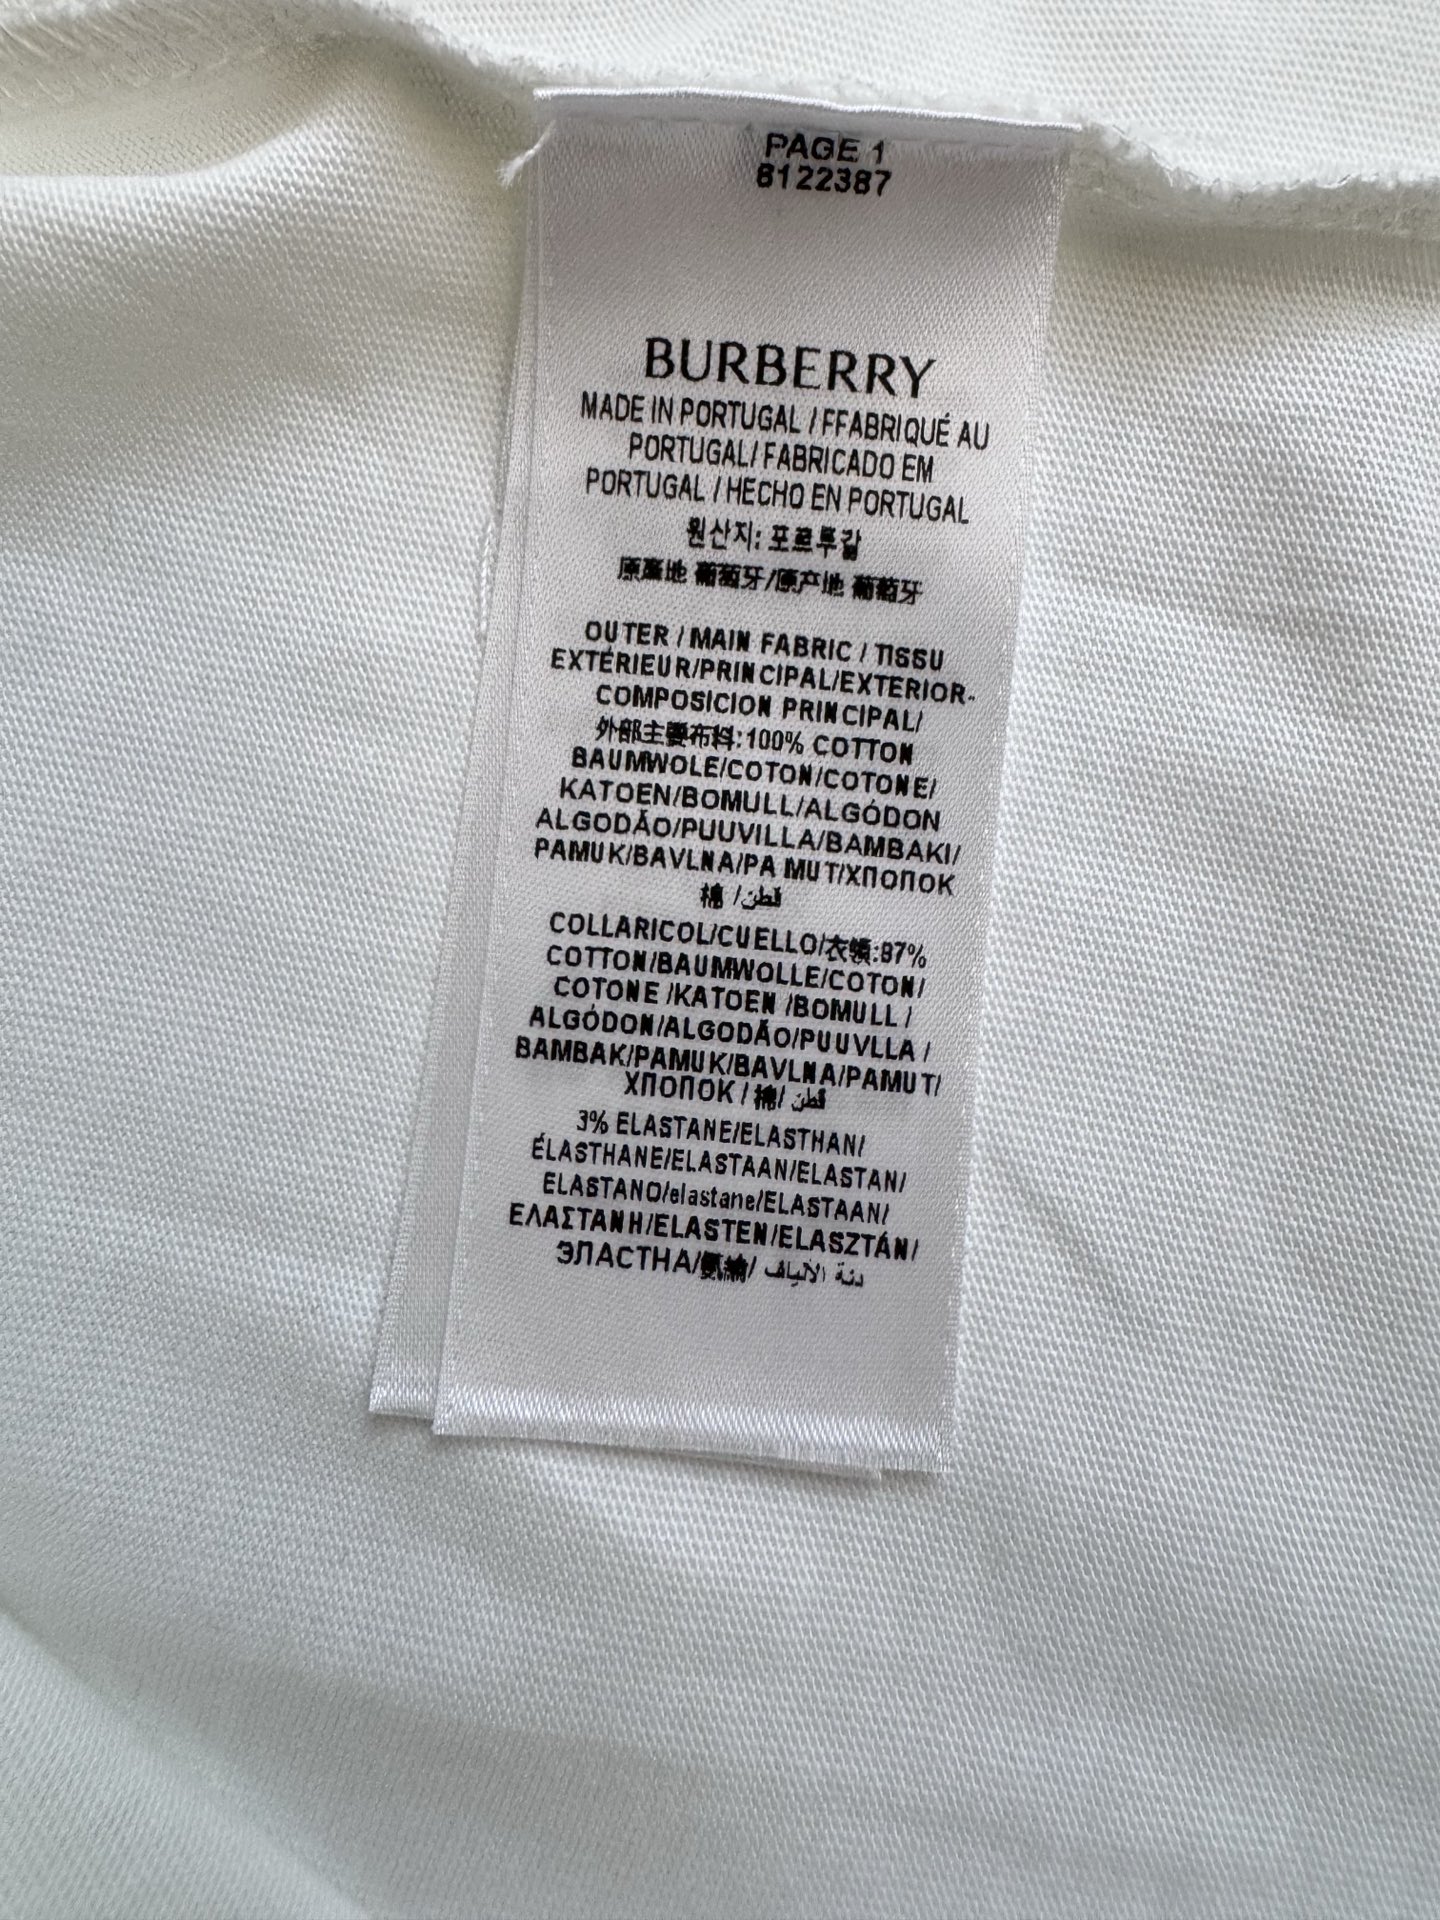 PAGE 1
8122387
BURBERRY
MADE IN PORTUGAL / FFABRIQUÉ AU
PORTUGAL/ FABRICADO EM
PORTUGAL / HECHO EN PORTUGAL
원산지: 포르투갈
原產地 葡萄牙/原产地 葡萄牙
OUTER / MAIN FABRIC / TISSU
EXTÉRIEUR/PRINCIPAL/EXTERIOR-
COMPOSICION PRINCIPAL/
外部主要布料:100% COTTON
BAUMWOLE/COTON/COTONE/
KATOEN/BOMULL/ALGÓDON
ALGODÃO/PUUVILLA/BAMBAKI/
PAMUK/BAVLNA/PA MUT/ХПОПОК
棉 /قطن
COLLARICOL/CUELLO/衣領:97%
COTTON/BAUMWOLLE/COTON/
COTONE /KATOEN /BOMULL /
ALGÓDON/ALGODÃO/PUUVLLA /
BAMBAK/PAMUK/BAVLNA/PAMUT/
ХПОПОК / 棉/ قطن
3% ELASTANE/ELASTHAN/
ÉLASTHANE/ELASTAAN/ELASTAN/
ELASTANO/elastane/ELASTAAN/
ΕΛΑΣΤΑΝΗ/ELASTEN/ELASZTÁN/
ЭЛАСТНА/氨綸/ دنة الألياف